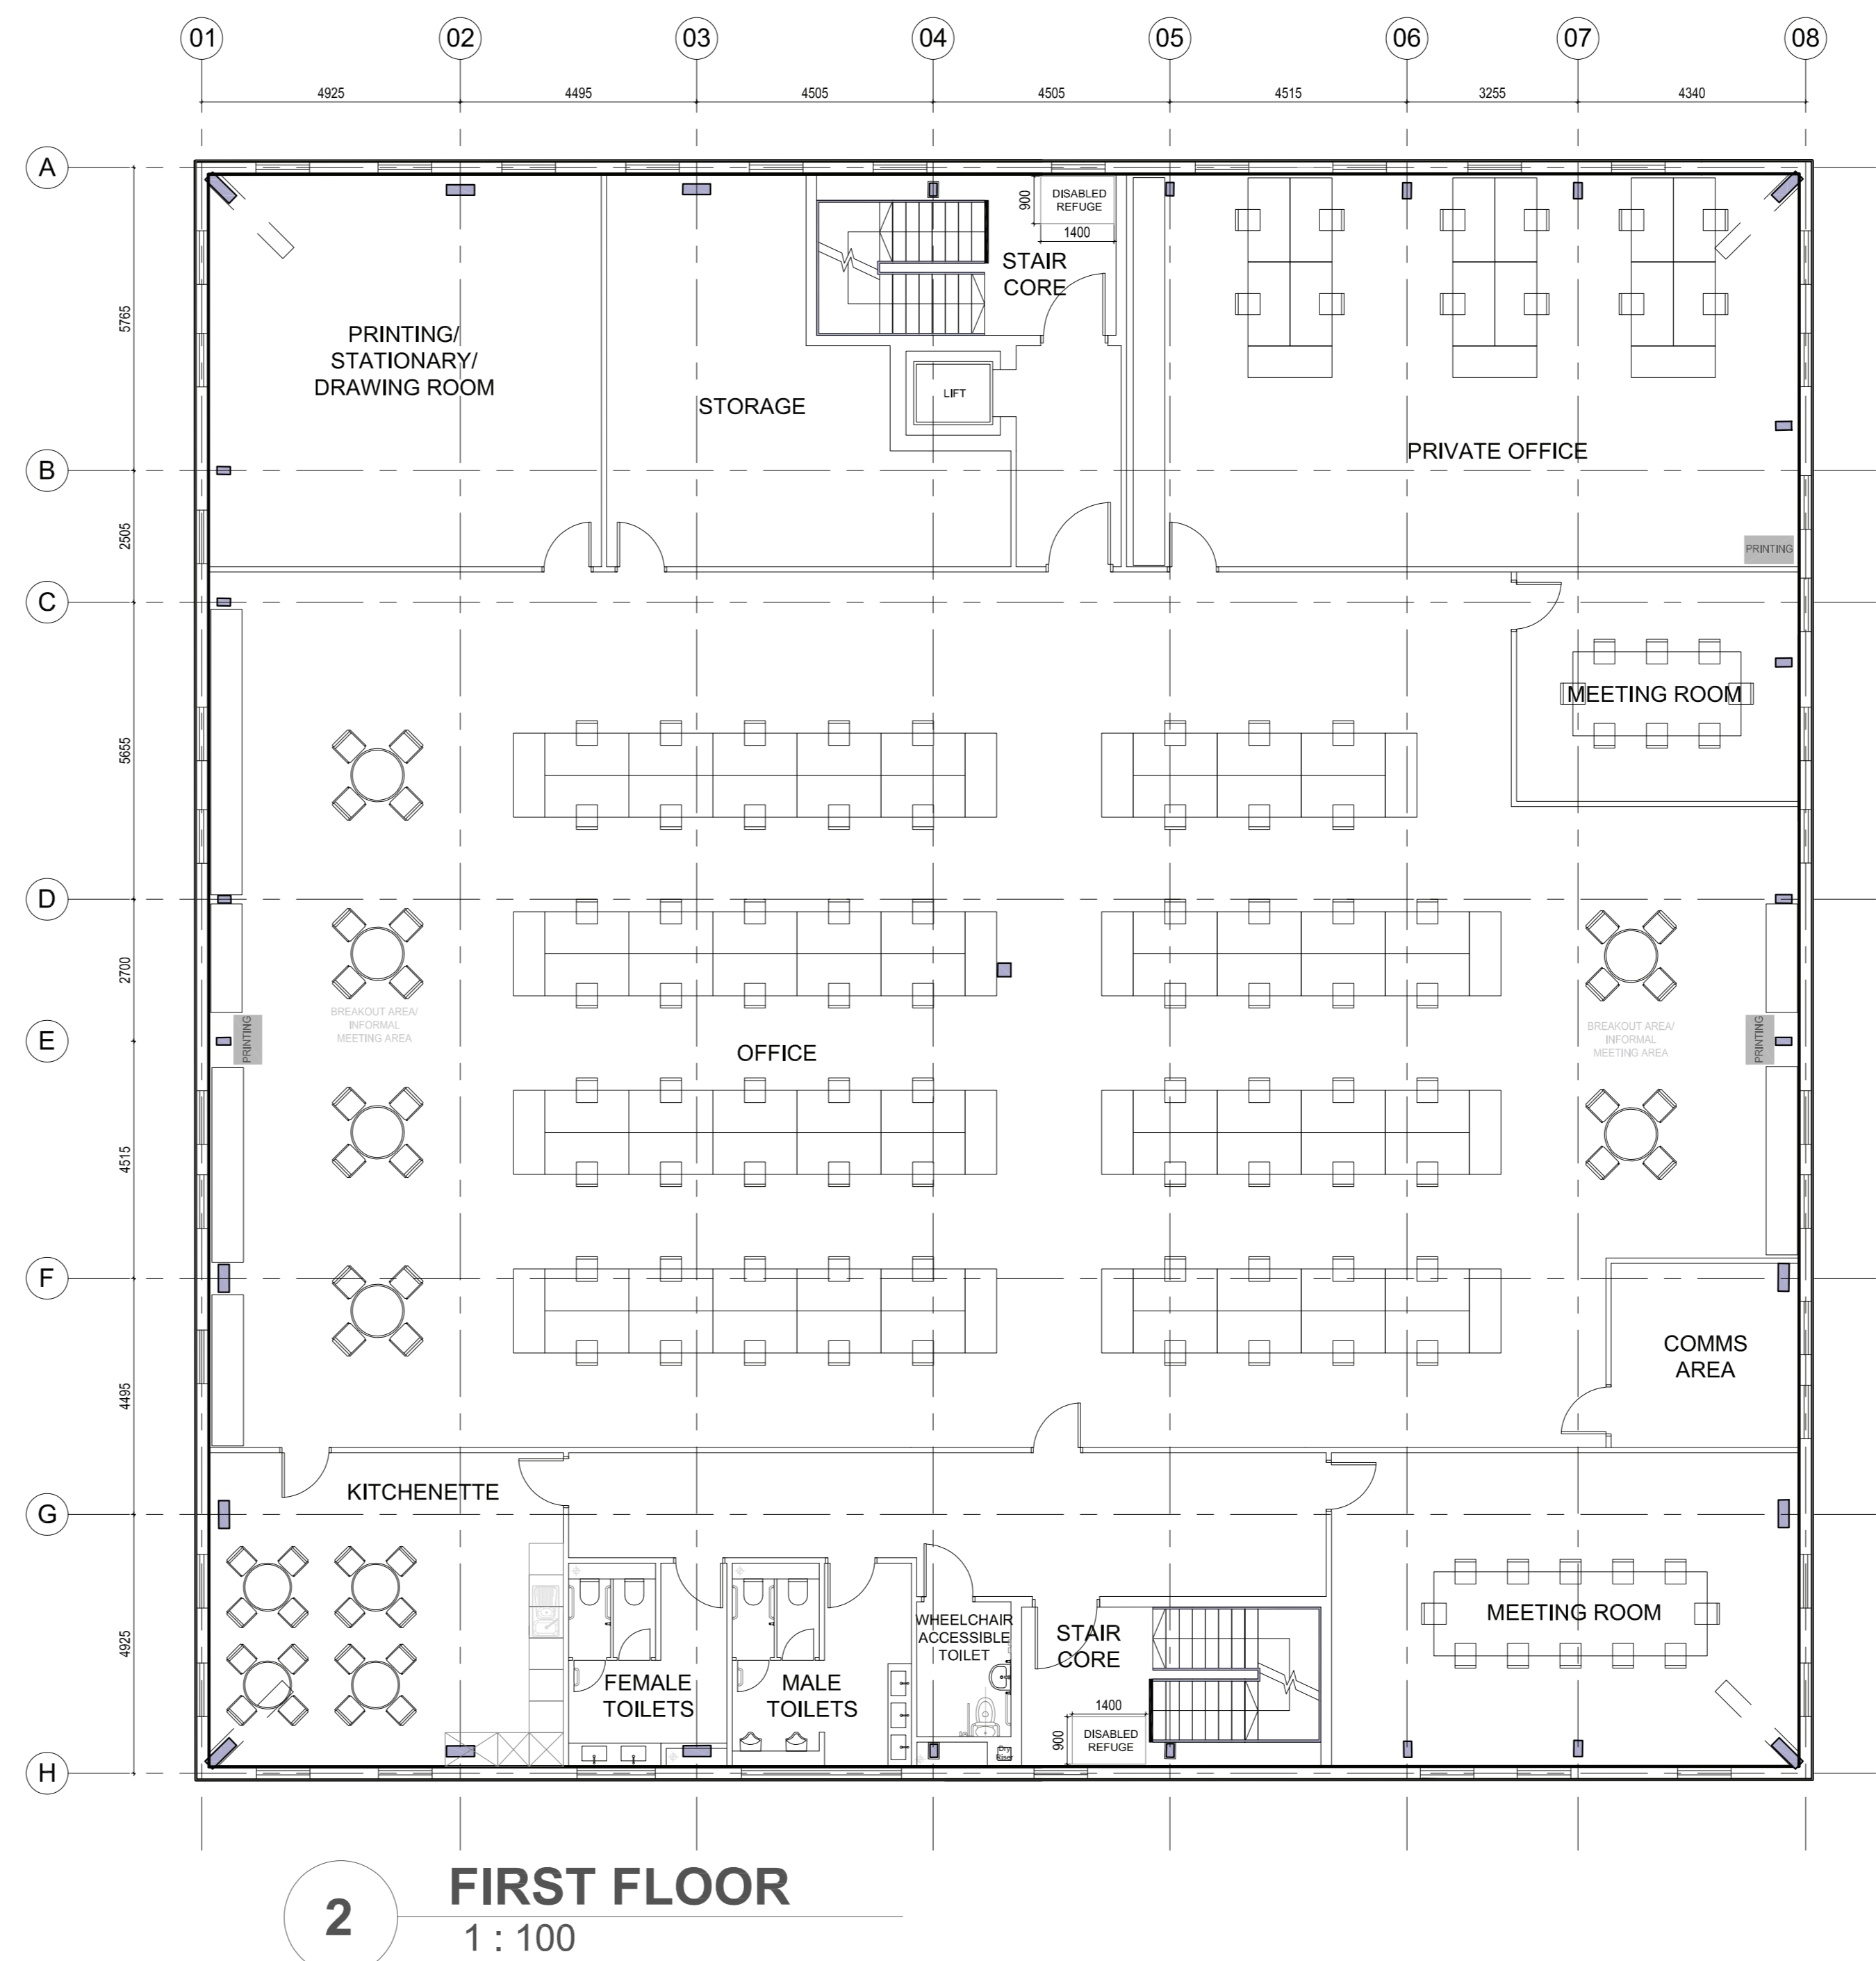 01 02 03 04 05 06 07 08
4925 4495 4505 4505 4515 3255 4340
A
B
C
D
E
F
G
H
5765
2505
5655
2700
4515
4495
4925
DISABLED
REFUGE
900
1400
STAIR
CORE
PRINTING/
STATIONARY/
DRAWING ROOM
STORAGE
LIFT
PRIVATE OFFICE
PRINTING
MEETING ROOM
BREAKOUT AREA/
INFORMAL
MEETING AREA
PRINTING
OFFICE
BREAKOUT AREA/
INFORMAL
MEETING AREA
PRINTING
COMMS
AREA
KITCHENETTE
FEMALE
TOILETS
MALE
TOILETS
WHEELCHAIR
ACCESSIBLE
TOILET
Dry
Riser
STAIR
CORE
1400
900
DISABLED
REFUGE
MEETING ROOM
2
FIRST FLOOR
1 : 100